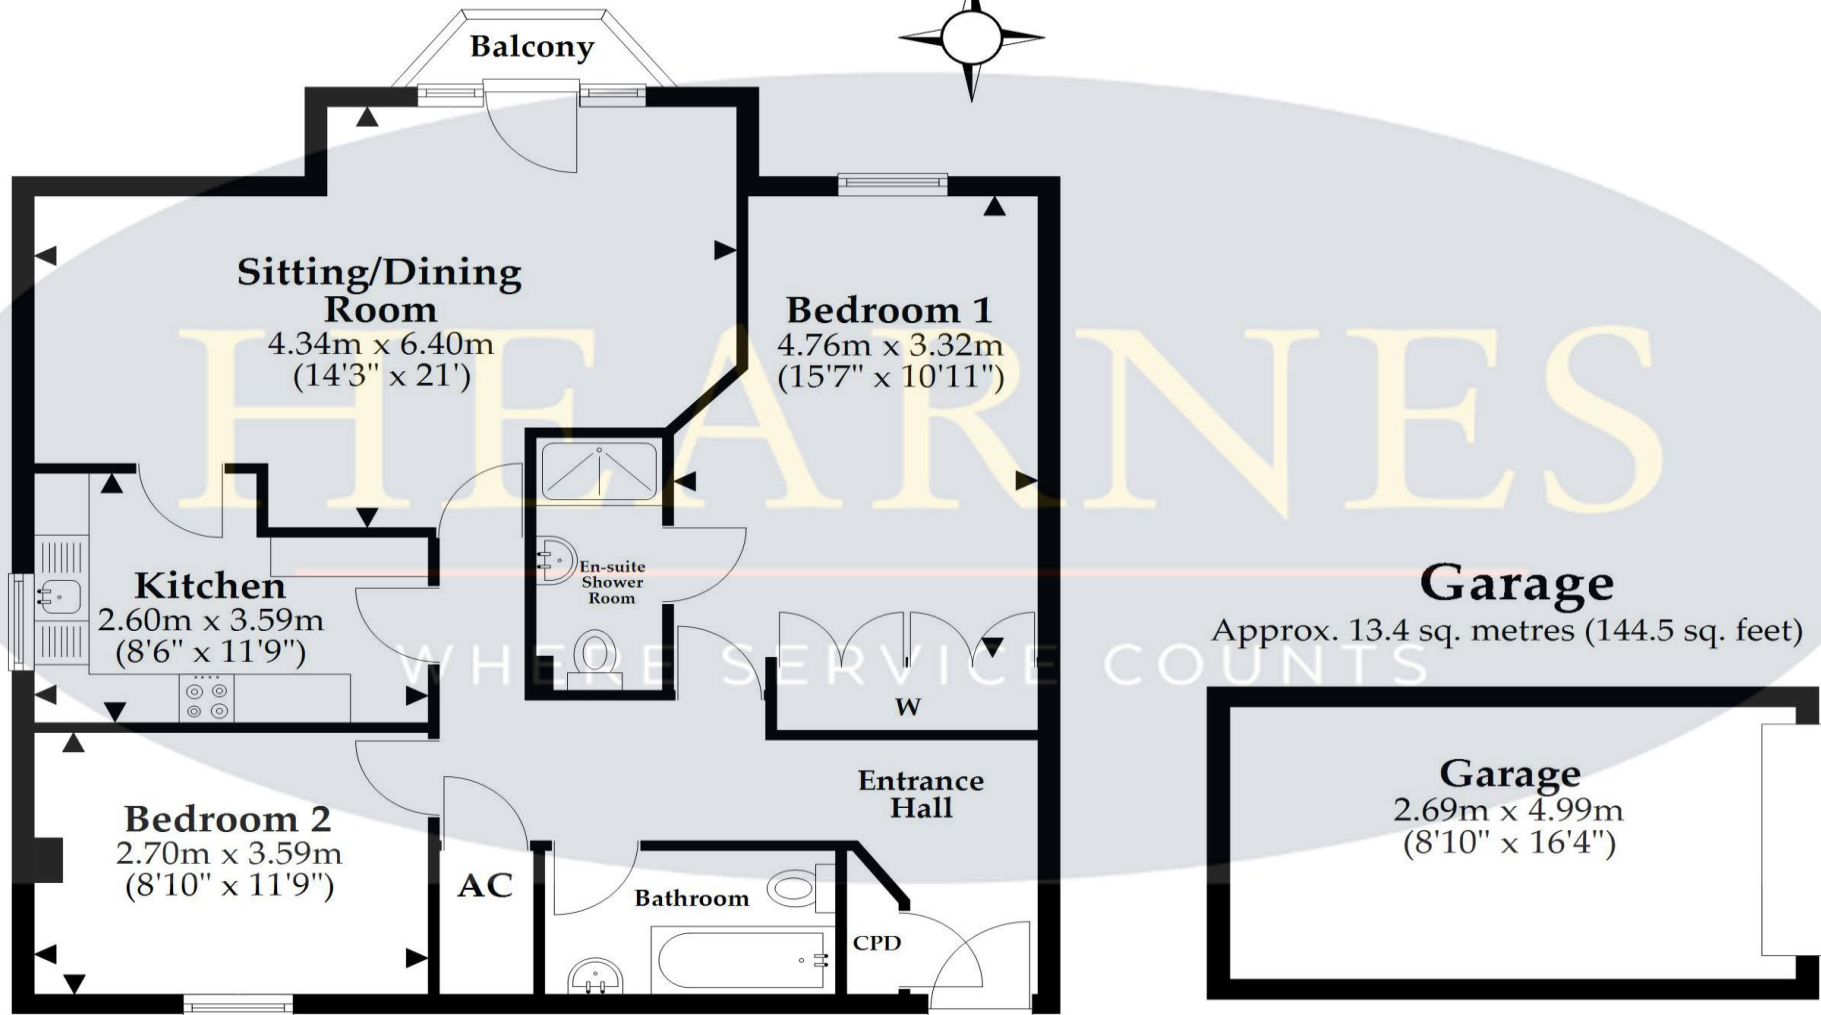 Balcony
Sitting/Dining
Room
4.34m x 6.40m
(14'3" x 21')
Bedroom 1
4.76m x 3.32m
(15'7" x 10'11")
HEARNES
WHERE SERVICE COUNTS
En-suite
Shower
Room
Kitchen
2.60m x 3.59m
(8'6" x 11'9")
W
Entrance
Hall
Bedroom 2
2.70m x 3.59m
(8'10" x 11'9")
AC
Bathroom
CPD
Garage
Approx. 13.4 sq. metres (144.5 sq. feet)
Garage
2.69m x 4.99m
(8'10" x 16'4")